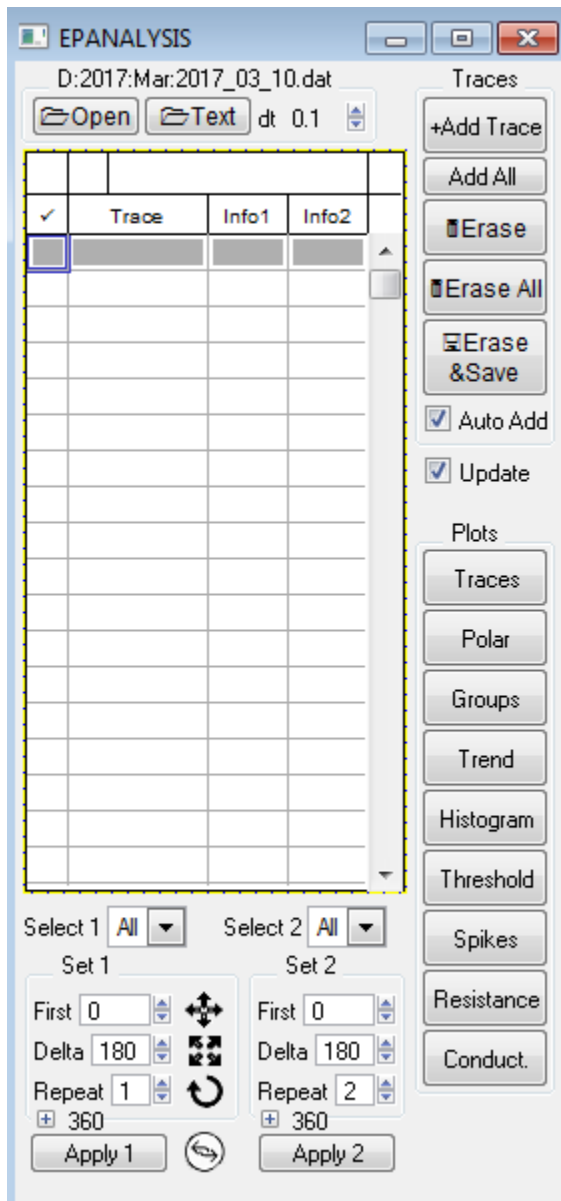 EPANALYSIS
D:2017:Mar:2017_03_10.dat
Open Text dt 0.1
✓ Trace Info1 Info2
Traces
+Add Trace
Add All
Erase
Erase All
Erase
&Save
Auto Add
Update
Plots
Traces
Polar
Groups
Trend
Histogram
Threshold
Spikes
Resistance
Conduct.
Select 1 All Select 2 All
Set 1
First 0
Delta 180
Repeat 1
360
Apply 1
Set 2
First 0
Delta 180
Repeat 2
360
Apply 2